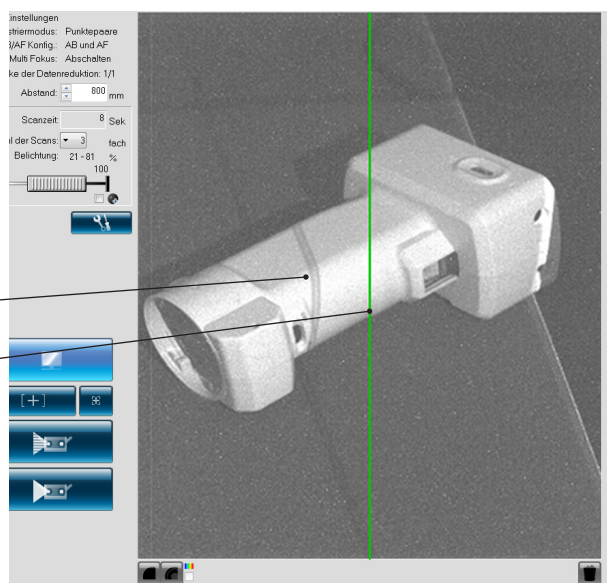 instellungen
striermodus: Punktepaare
B/AF Konfig.: AB und AF
Multi Fokus: Abschalten
ke der Datenreduktion: 1/1
Abstand: 800 mm
Scanzeit: 8 Sek
l der Scans: 3 fach
Belichtung: 21 - 81 %
100
[+]